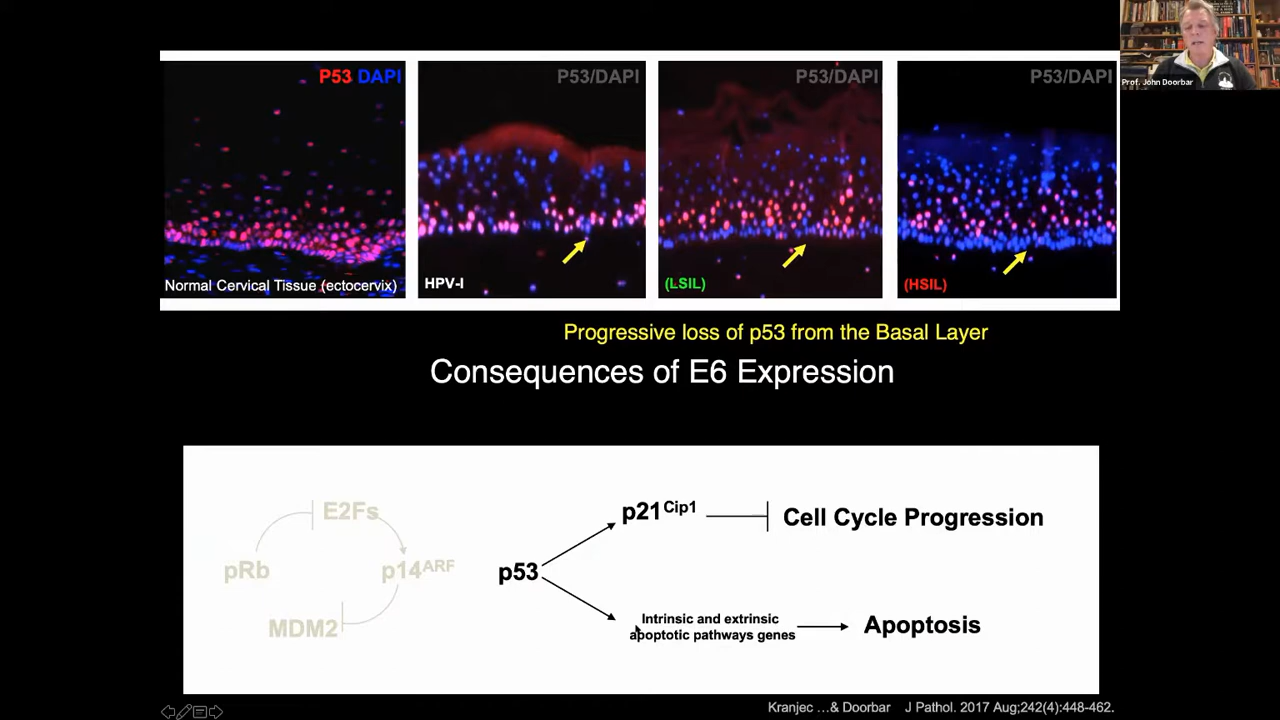 Prof. John Doorbar
P53 DAPI
P53/DAPI
P53/DAPI
P53/DAPI
Normal Cervical Tissue (ectocervix)
HPV-I
(LSIL)
(HSIL)
Progressive loss of p53 from the Basal Layer
Consequences of E6 Expression
E2Fs
pRb
p14ARF
MDM2
p53
p21Cip1
Cell Cycle Progression
Intrinsic and extrinsic
apoptotic pathways genes
Apoptosis
Kranjec ...& Doorbar J Pathol. 2017 Aug;242(4):448-462.